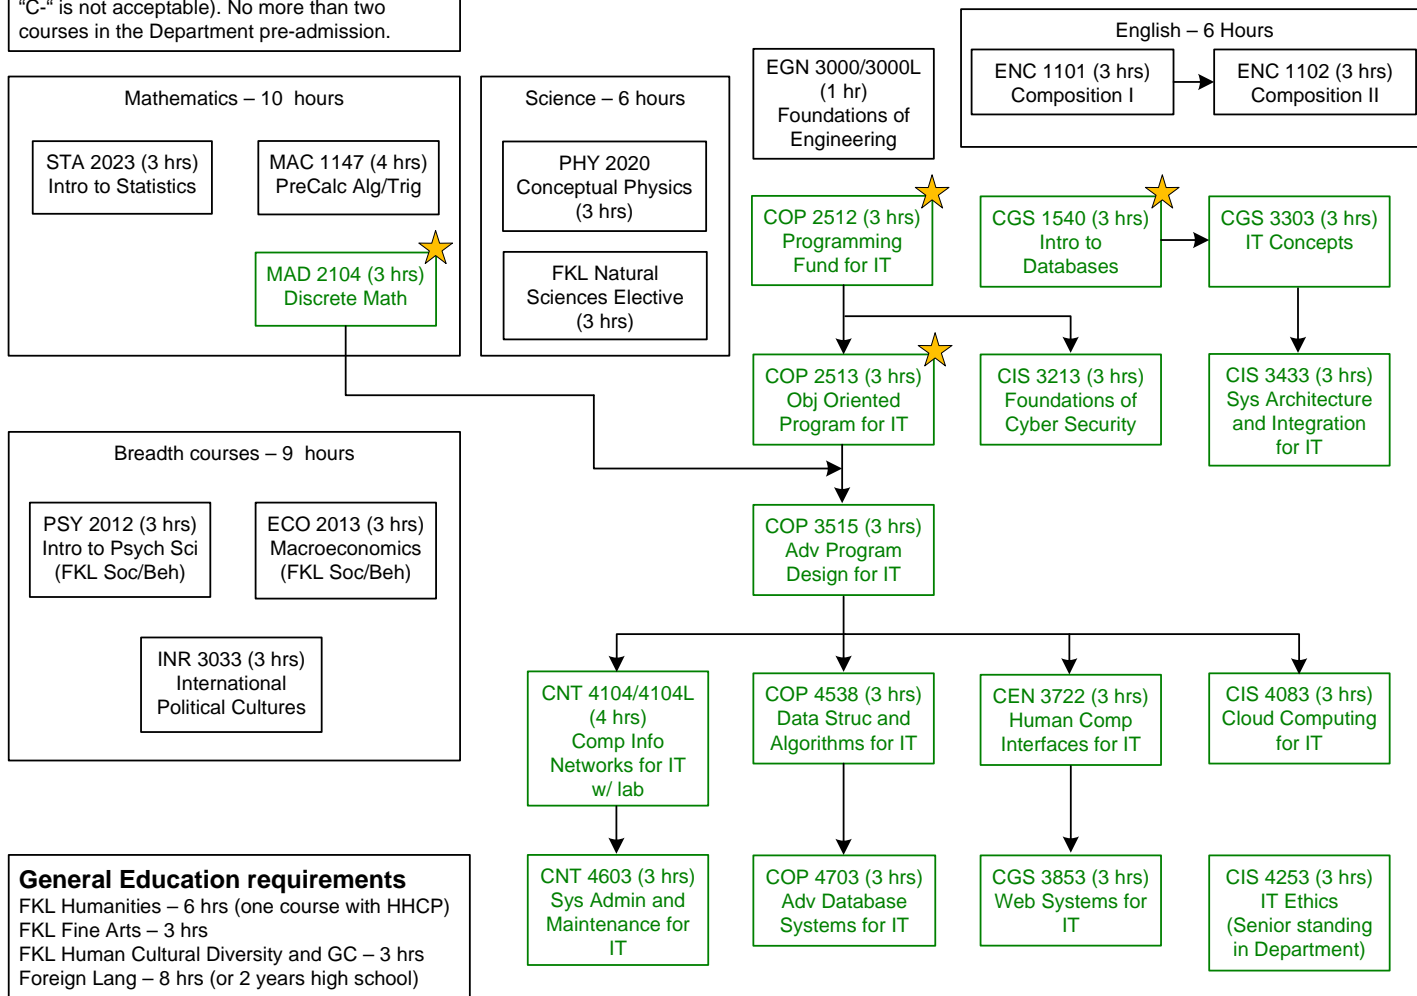 “C-“ is not acceptable). No more than two
courses in the Department pre-admission.
English – 6 Hours
ENC 1101 (3 hrs)
Composition I
ENC 1102 (3 hrs)
Composition II
EGN 3000/3000L
(1 hr)
Foundations of
Engineering
Mathematics – 10  hours
STA 2023 (3 hrs)
Intro to Statistics
MAC 1147 (4 hrs)
PreCalc Alg/Trig
MAD 2104 (3 hrs)
Discrete Math
Science – 6 hours
PHY 2020
Conceptual Physics
(3 hrs)
FKL Natural
Sciences Elective
(3 hrs)
COP 2512 (3 hrs)
Programming
Fund for IT
CGS 1540 (3 hrs)
Intro to
Databases
CGS 3303 (3 hrs)
IT Concepts
COP 2513 (3 hrs)
Obj Oriented
Program for IT
CIS 3213 (3 hrs)
Foundations of
Cyber Security
CIS 3433 (3 hrs)
Sys Architecture
and Integration
for IT
Breadth courses – 9  hours
PSY 2012 (3 hrs)
Intro to Psych Sci
(FKL Soc/Beh)
ECO 2013 (3 hrs)
Macroeconomics
(FKL Soc/Beh)
INR 3033 (3 hrs)
International
Political Cultures
COP 3515 (3 hrs)
Adv Program
Design for IT
CNT 4104/4104L
(4 hrs)
Comp Info
Networks for IT
w/ lab
COP 4538 (3 hrs)
Data Struc and
Algorithms for IT
CEN 3722 (3 hrs)
Human Comp
Interfaces for IT
CIS 4083 (3 hrs)
Cloud Computing
for IT
CNT 4603 (3 hrs)
Sys Admin and
Maintenance for
IT
COP 4703 (3 hrs)
Adv Database
Systems for IT
CGS 3853 (3 hrs)
Web Systems for
IT
CIS 4253 (3 hrs)
IT Ethics
(Senior standing
in Department)
General Education requirements
FKL Humanities – 6 hrs (one course with HHCP)
FKL Fine Arts – 3 hrs
FKL Human Cultural Diversity and GC – 3 hrs
Foreign Lang – 8 hrs (or 2 years high school)